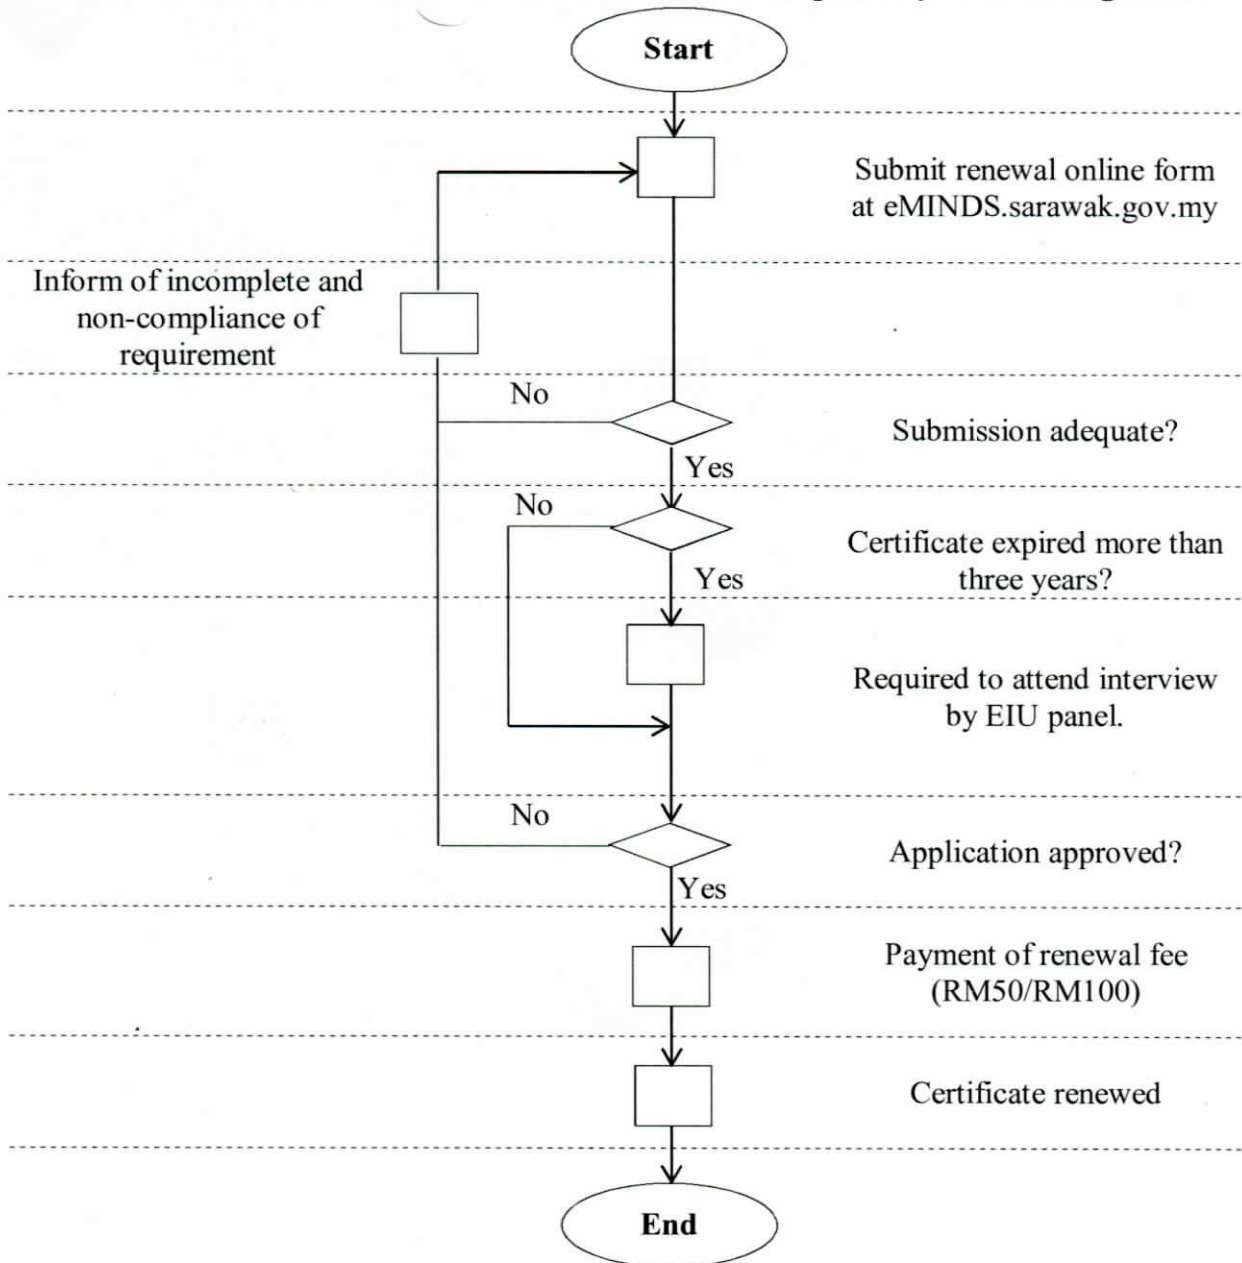 Start
Submit renewal online form
at eMINDS.sarawak.gov.my
Inform of incomplete and
non-compliance of
requirement
No
Submission adequate?
Yes
No
Certificate expired more than
three years?
Yes
Required to attend interview
by EIU panel.
No
Application approved?
Yes
Payment of renewal fee
(RM50/RM100)
Certificate renewed
End